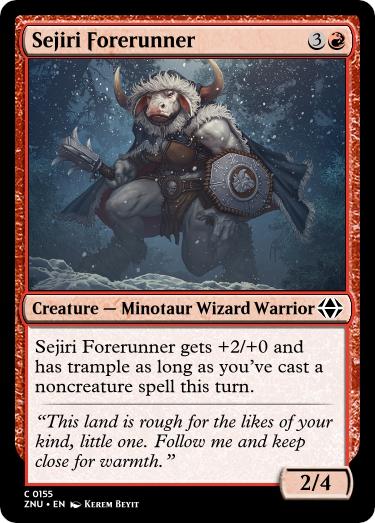 Sejiri Forerunner 3
Creature — Minotaur Wizard Warrior
Sejiri Forerunner gets +2/+0 and
has trample as long as you've cast a
noncreature spell this turn.
“This land is rough for the likes of your
kind, little one. Follow me and keep
close for warmth.”
2/4
C 0155
ZNU • EN Kerem Beyit